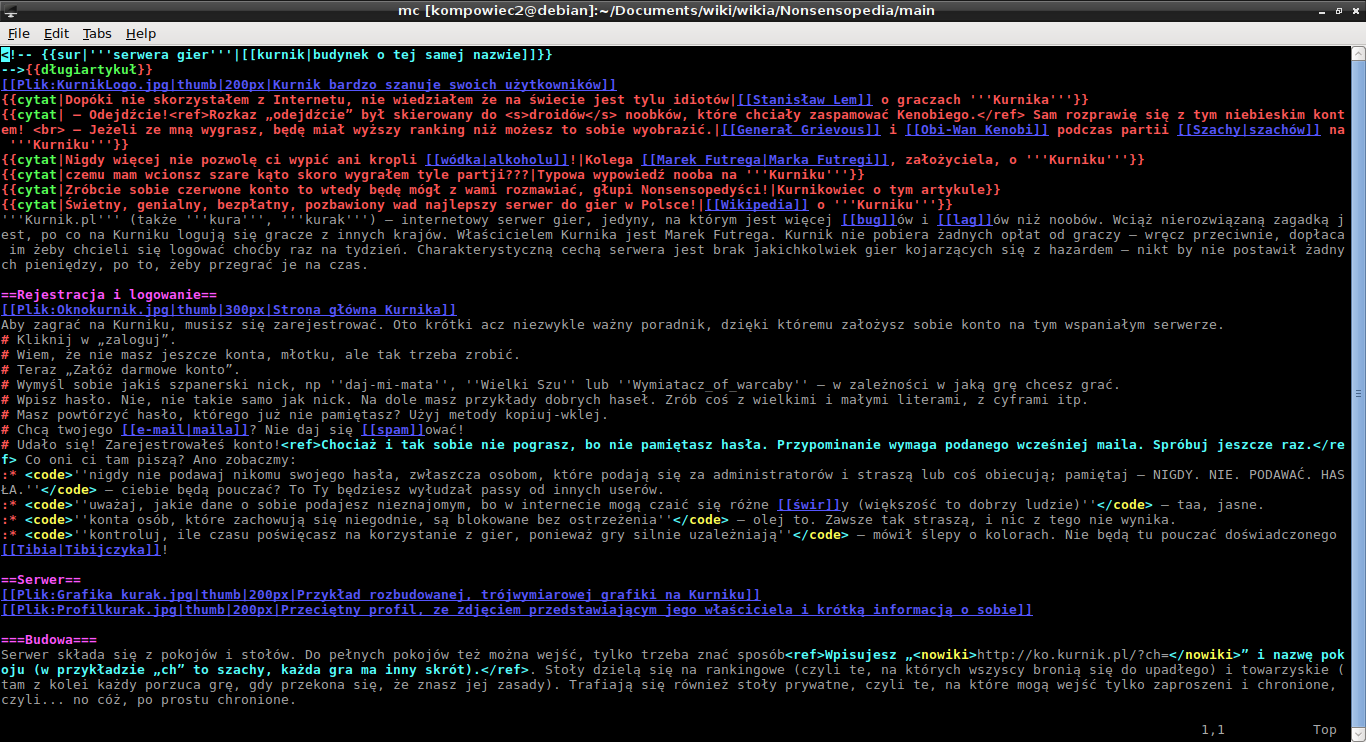 mc [kompowiec2@debian]:~/Documents/wiki/wikia/Nonsensopedia/main
File Edit Tabs Help
<!-- {{sur|'''serwera gier'''|[[kurnik|budynek o tej samej nazwie]]}}
-->{{długiartykuł}}
[[Plik:KurnikLogo.jpg|thumb|200px|Kurnik bardzo szanuje swoich użytkowników]]
{{cytat|Dopóki nie skorzystałem z Internetu, nie wiedziałem że na świecie jest tylu idiotów|[[Stanisław Lem]] o graczach '''Kurnika'''}}
{{cytat| – Odejdźcie!<ref>Rozkaz „odejdźcie” był skierowany do <s>droidów</s> noobków, które chciały zaspamować Kenobiego.</ref> Sam rozprawię się z tym niebieskim kont
em! <br> – Jeżeli ze mną wygrasz, będę miał wyższy ranking niż możesz to sobie wyobrazić.|[[Generał Grievous]] i [[Obi-Wan Kenobi]] podczas partii [[Szachy|szachów]] na
 '''Kurniku'''}}
{{cytat|Nigdy więcej nie pozwolę ci wypić ani kropli [[wódka|alkoholu]]!|Kolega [[Marek Futrega|Marka Futregi]], założyciela, o '''Kurniku'''}}
{{cytat|czemu mam wcionsz szare kąto skoro wygrałem tyle partji???|Typowa wypowiedź nooba na '''Kurniku'''}}
{{cytat|Zróbcie sobie czerwone konto to wtedy będę mógł z wami rozmawiać, głupi Nonsensopedyści!|Kurnikowiec o tym artykule}}
{{cytat|Świetny, genialny, bezpłatny, pozbawiony wad najlepszy serwer do gier w Polsce!|[[Wikipedia]] o '''Kurniku'''}}
'''Kurnik.pl''' (także '''kura''', '''kurak''') – internetowy serwer gier, jedyny, na którym jest więcej [[bug]]ów i [[lag]]ów niż noobów. Wciąż nierozwiązaną zagadką j
est, po co na Kurniku logują się gracze z innych krajów. Właścicielem Kurnika jest Marek Futrega. Kurnik nie pobiera żadnych opłat od graczy – wręcz przeciwnie, dopłaca
 im żeby chcieli się logować choćby raz na tydzień. Charakterystyczną cechą serwera jest brak jakichkolwiek gier kojarzących się z hazardem – nikt by nie postawił żadny
ch pieniędzy, po to, żeby przegrać je na czas.
==Rejestracja i logowanie==
[[Plik:Oknokurnik.jpg|thumb|300px|Strona główna Kurnika]]
Aby zagrać na Kurniku, musisz się zarejestrować. Oto krótki acz niezwykle ważny poradnik, dzięki któremu założysz sobie konto na tym wspaniałym serwerze.
# Kliknij w „zaloguj”.
# Wiem, że nie masz jeszcze konta, młotku, ale tak trzeba zrobić.
# Teraz „Załóż darmowe konto”.
# Wymyśl sobie jakiś szpanerski nick, np ''daj-mi-mata'', ''Wielki Szu'' lub ''Wymiatacz_of_warcaby'' – w zależności w jaką grę chcesz grać.
# Wpisz hasło. Nie, nie takie samo jak nick. Na dole masz przykłady dobrych haseł. Zrób coś z wielkimi i małymi literami, z cyframi itp.
# Masz powtórzyć hasło, którego już nie pamiętasz? Użyj metody kopiuj-wklej.
# Chcą twojego [[e-mail|maila]]? Nie daj się [[spam]]ować!
# Udało się! Zarejestrowałeś konto!<ref>Chociaż i tak sobie nie pograsz, bo nie pamiętasz hasła. Przypominanie wymaga podanego wcześniej maila. Spróbuj jeszcze raz.</re
f> Co oni ci tam piszą? Ano zobaczmy:
:* <code>''nigdy nie podawaj nikomu swojego hasła, zwłaszcza osobom, które podają się za administratorów i straszą lub coś obiecują; pamiętaj – NIGDY. NIE. PODAWAĆ. HAS
ŁA.''</code> – ciebie będą pouczać? To Ty będziesz wyłudzał passy od innych userów.
:* <code>''uważaj, jakie dane o sobie podajesz nieznajomym, bo w internecie mogą czaić się różne [[świr]]y (większość to dobrzy ludzie)''</code> – taa, jasne.
:* <code>''konta osób, które zachowują się niegodnie, są blokowane bez ostrzeżenia''</code> – olej to. Zawsze tak straszą, i nic z tego nie wynika.
:* <code>''kontroluj, ile czasu poświęcasz na korzystanie z gier, ponieważ gry silnie uzależniają''</code> – mówił ślepy o kolorach. Nie będą tu pouczać doświadczonego
[[Tibia|Tibijczyka]]!
==Serwer==
[[Plik:Grafika kurak.jpg|thumb|200px|Przykład rozbudowanej, trójwymiarowej grafiki na Kurniku]]
[[Plik:Profilkurak.jpg|thumb|200px|Przeciętny profil, ze zdjęciem przedstawiającym jego właściciela i krótką informacją o sobie]]
===Budowa===
Serwer składa się z pokojów i stołów. Do pełnych pokojów też można wejść, tylko trzeba znać sposób<ref>Wpisujesz „<nowiki>http://ko.kurnik.pl/?ch=</nowiki>” i nazwę pok
oju (w przykładzie „ch” to szachy, każda gra ma inny skrót).</ref>. Stoły dzielą się na rankingowe (czyli te, na których wszyscy bronią się do upadłego) i towarzyskie (
tam z kolei każdy porzuca grę, gdy przekona się, że znasz jej zasady). Trafiają się również stoły prywatne, czyli te, na które mogą wejść tylko zaproszeni i chronione,
czyli... no cóż, po prostu chronione.
1,1 Top